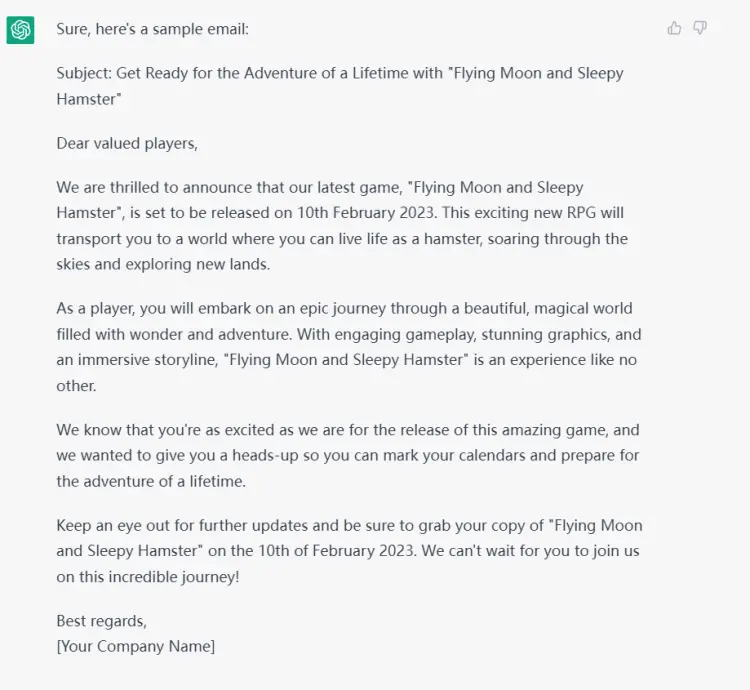 Sure, here's a sample email:
Subject: Get Ready for the Adventure of a Lifetime with "Flying Moon and Sleepy
Hamster"
Dear valued players,
We are thrilled to announce that our latest game, "Flying Moon and Sleepy
Hamster", is set to be released on 10th February 2023. This exciting new RPG will
transport you to a world where you can live life as a hamster, soaring through the
skies and exploring new lands.
As a player, you will embark on an epic journey through a beautiful, magical world
filled with wonder and adventure. With engaging gameplay, stunning graphics, and
an immersive storyline, "Flying Moon and Sleepy Hamster" is an experience like no
other.
We know that you're as excited as we are for the release of this amazing game, and
we wanted to give you a heads-up so you can mark your calendars and prepare for
the adventure of a lifetime.
Keep an eye out for further updates and be sure to grab your copy of "Flying Moon
and Sleepy Hamster" on the 10th of February 2023. We can't wait for you to join us
on this incredible journey!
Best regards,
[Your Company Name]